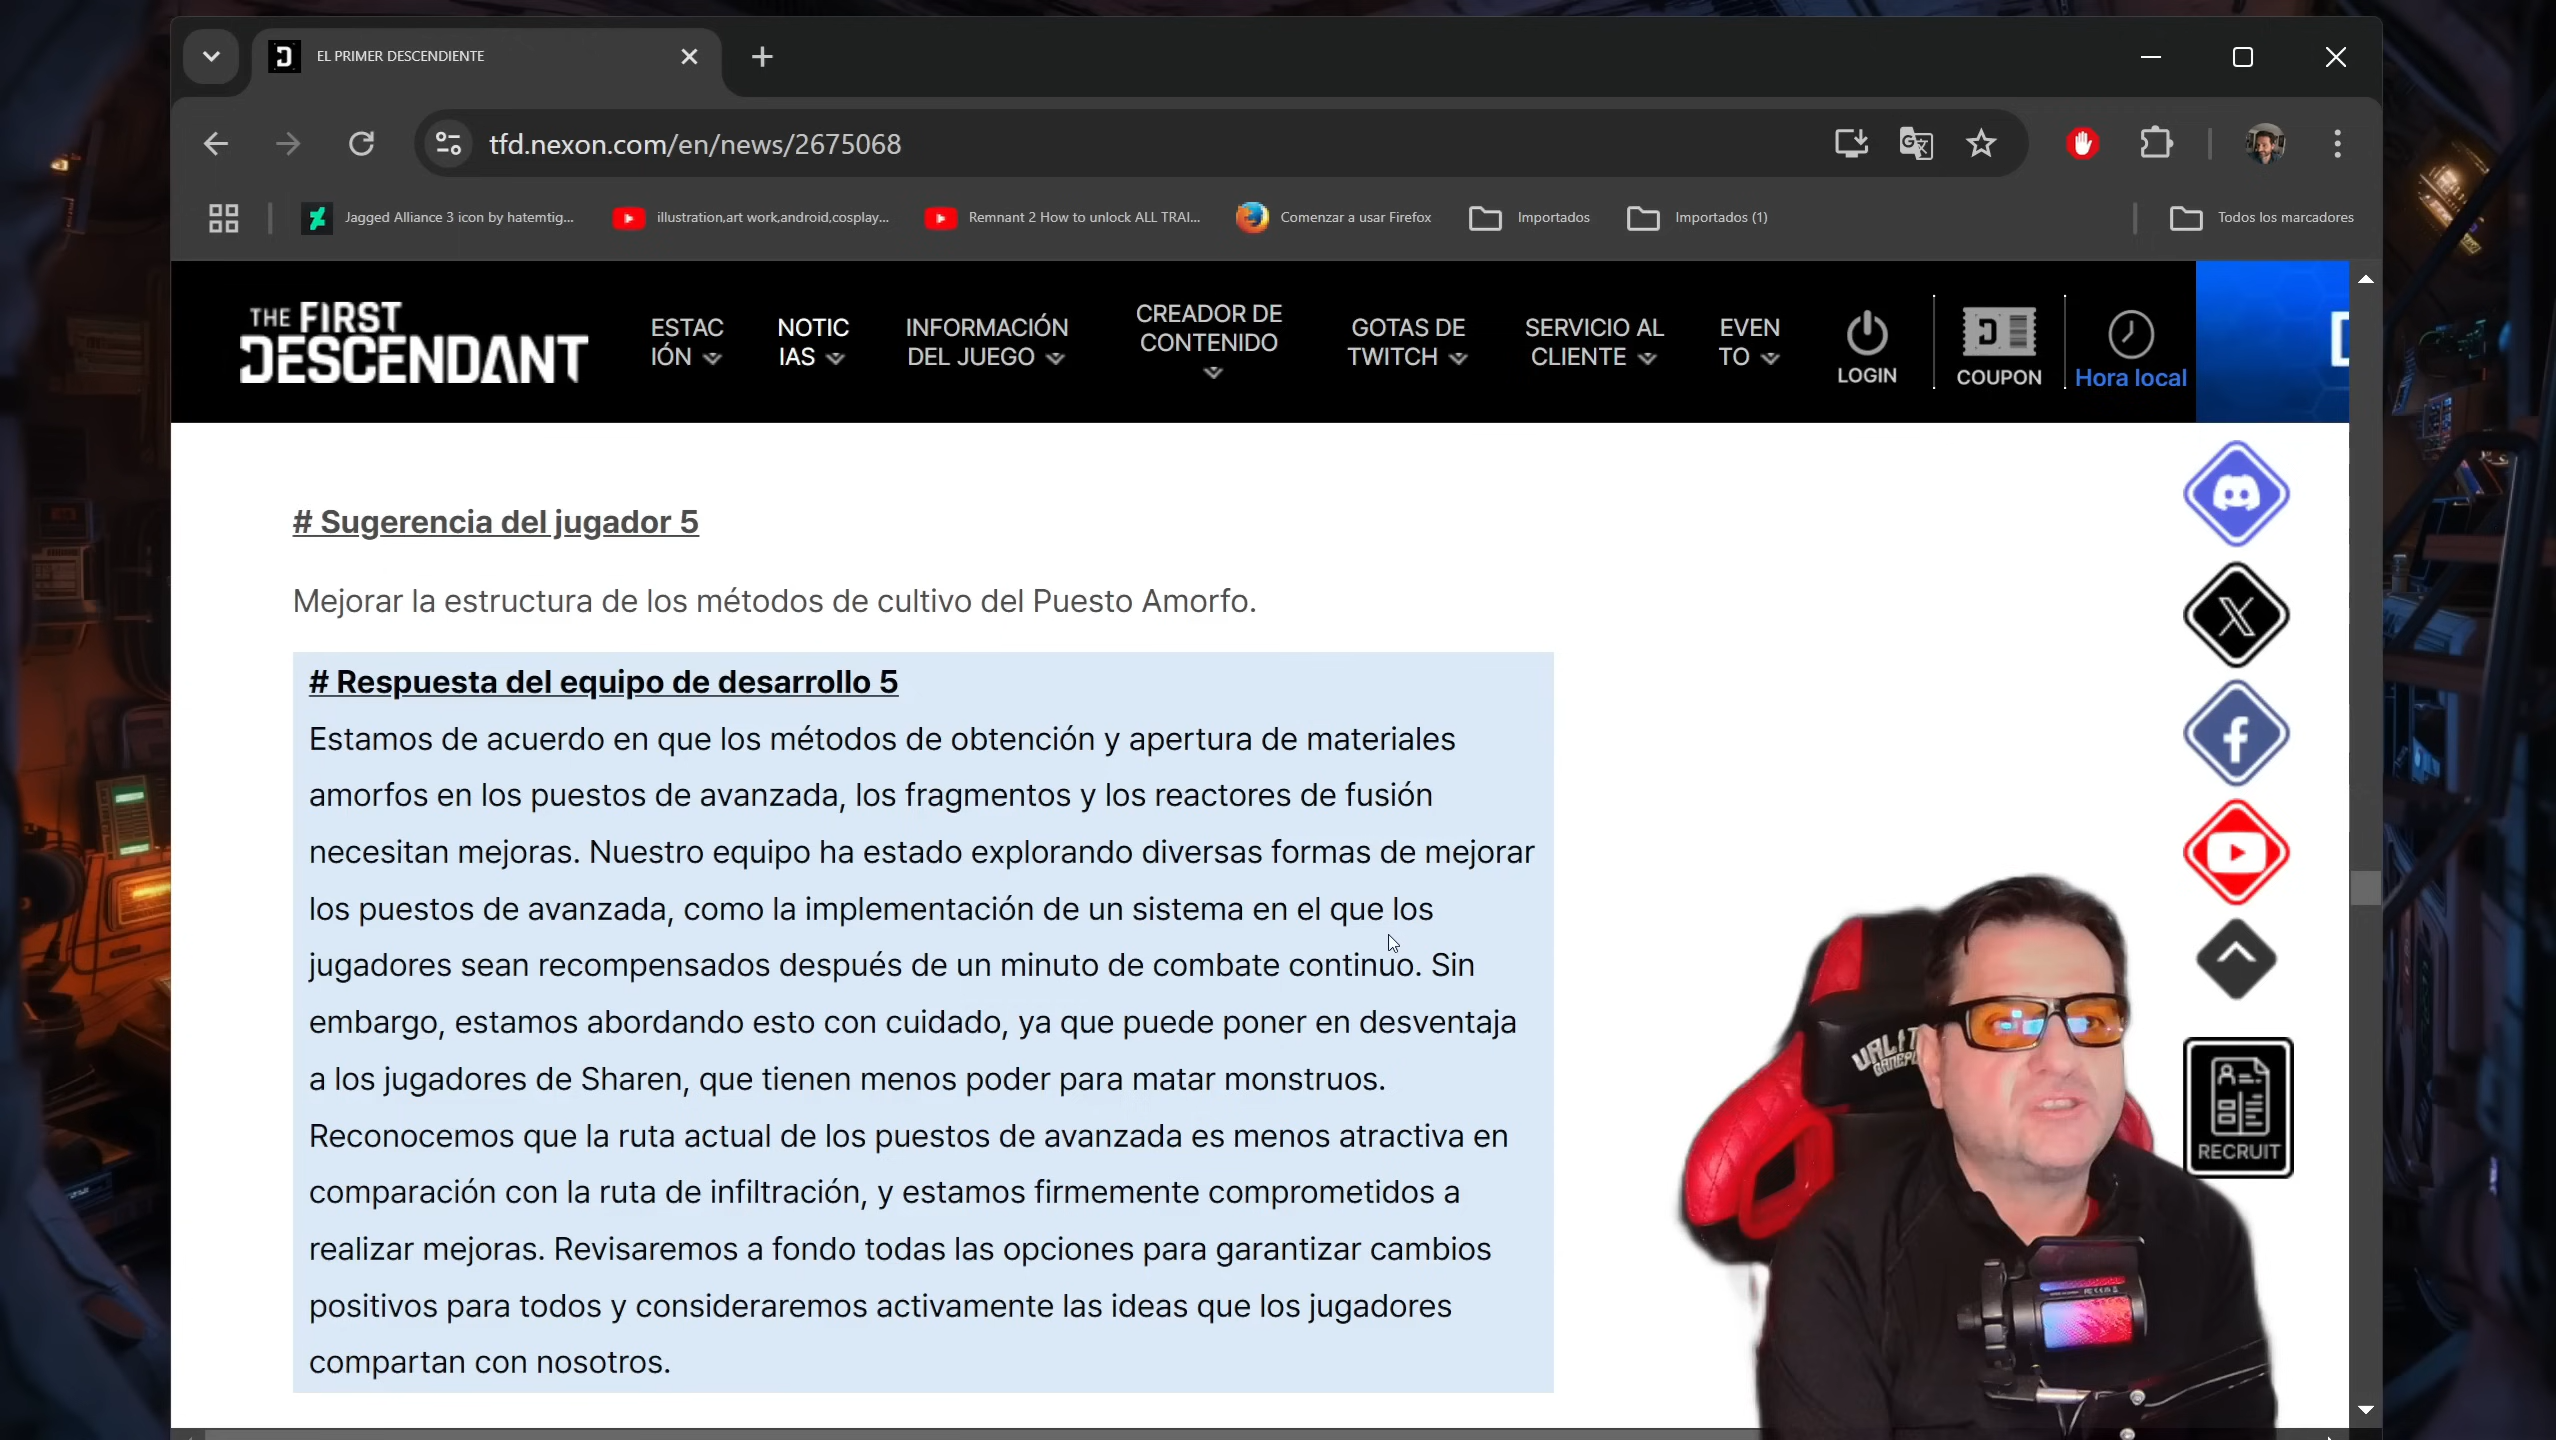 EL PRIMER DESCENDIENTE
tfd.nexon.com/en/news/2675068
Jagged Alliance 3 icon by hatemtig...
illustration,art work,android,cosplay...
Remnant 2 How to unlock ALL TRAI...
Comenzar a usar Firefox
Importados
Importados (1)
Todos los marcadores
THE FIRST
DESCENDANT
ESTAC
IÓN
NOTIC
IAS
INFORMACIÓN
DEL JUEGO
CREADOR DE
CONTENIDO
GOTAS DE
TWITCH
SERVICIO AL
CLIENTE
EVEN
TO
LOGIN
COUPON
Hora local
# Sugerencia del jugador 5
Mejorar la estructura de los métodos de cultivo del Puesto Amorfo.
# Respuesta del equipo de desarrollo 5
Estamos de acuerdo en que los métodos de obtención y apertura de materiales
amorfos en los puestos de avanzada, los fragmentos y los reactores de fusión
necesitan mejoras. Nuestro equipo ha estado explorando diversas formas de mejorar
los puestos de avanzada, como la implementación de un sistema en el que los
jugadores sean recompensados después de un minuto de combate continuo. Sin
embargo, estamos abordando esto con cuidado, ya que puede poner en desventaja
a los jugadores de Sharen, que tienen menos poder para matar monstruos.
Reconocemos que la ruta actual de los puestos de avanzada es menos atractiva en
comparación con la ruta de infiltración, y estamos firmemente comprometidos a
realizar mejoras. Revisaremos a fondo todas las opciones para garantizar cambios
positivos para todos y consideraremos activamente las ideas que los jugadores
compartan con nosotros.
RECRUIT